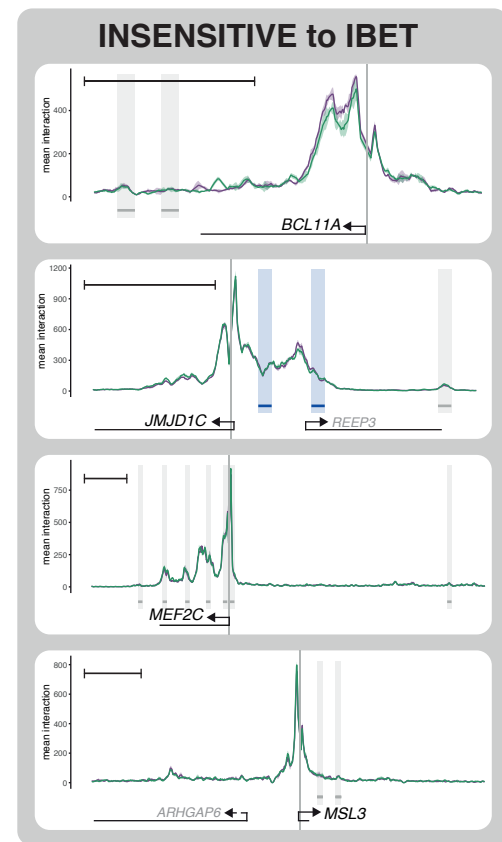 INSENSITIVE to IBET
mean interaction
400
200
0
BCL11A
mean interaction
1200
900
600
300
0
JMJD1C
REEP3
mean interaction
750
500
250
0
MEF2C
mean interaction
800
600
400
200
0
ARHGAP6
MSL3